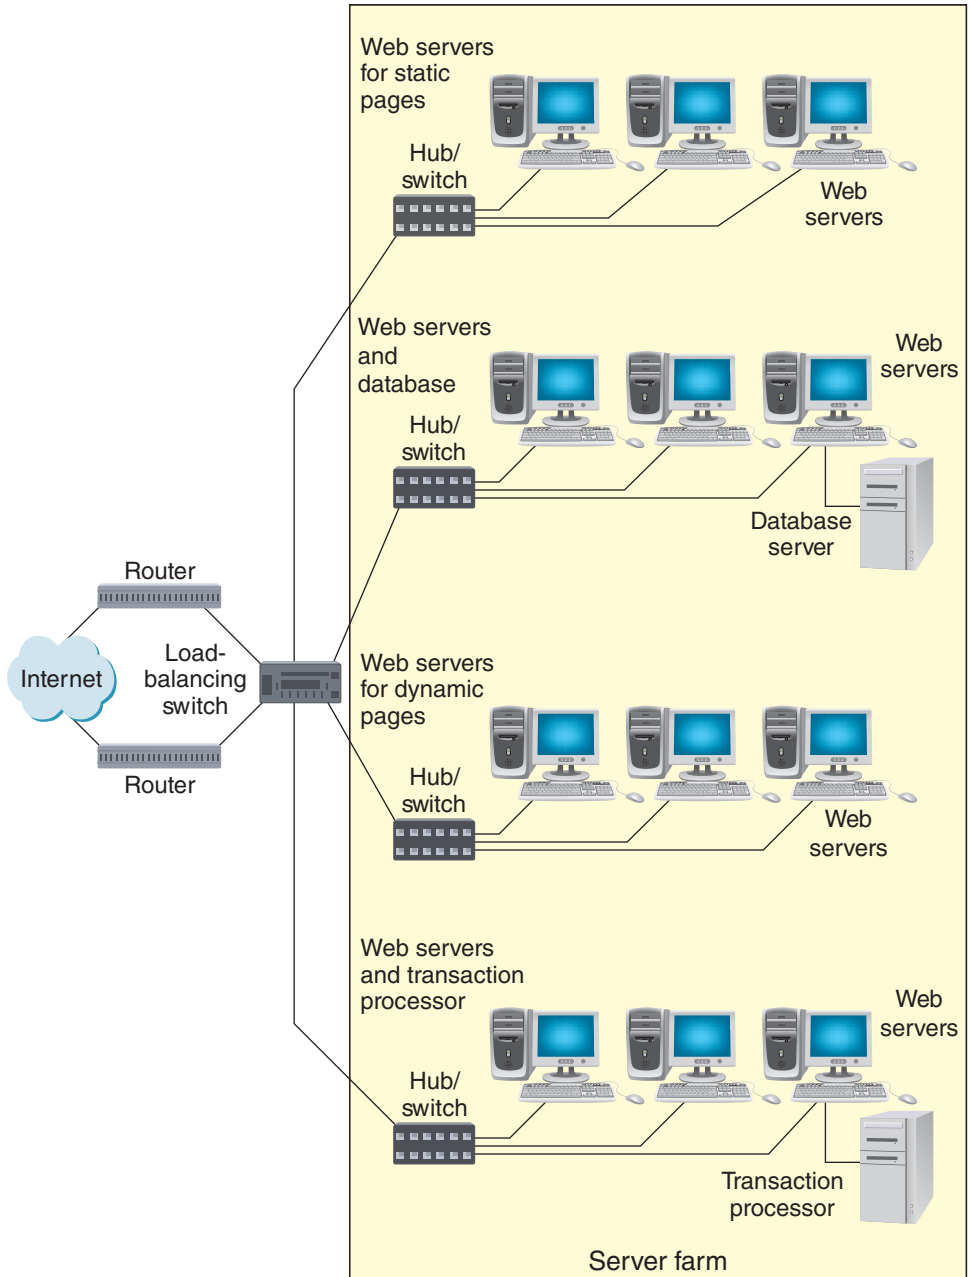 Web servers
for static
pages
Hub/
switch
Web
servers
Web servers
and
database
Web
servers
Hub/
switch
Database
server
Router
Internet
Load-
balancing
switch
Router
Web servers
for dynamic
pages
Hub/
switch
Web
servers
Web servers
and transaction
processor
Web
servers
Hub/
switch
Transaction
processor
Server farm